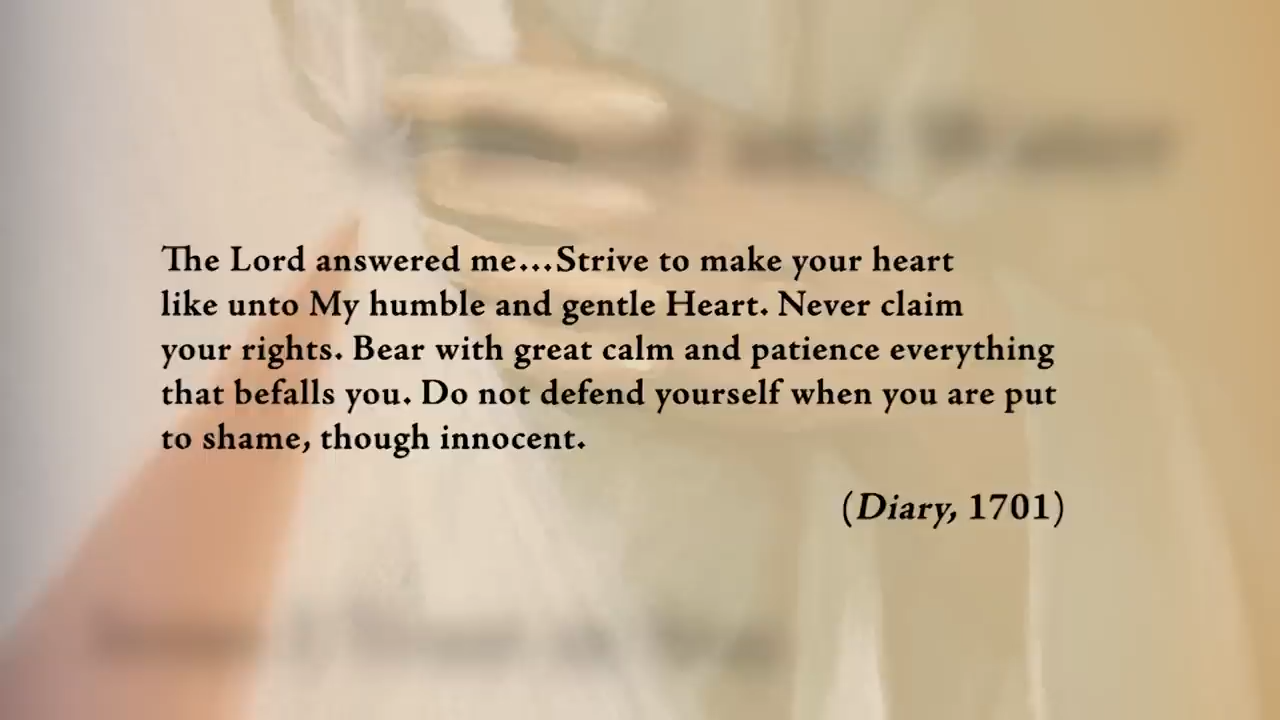 The Lord answered me...Strive to make your heart
like unto My humble and gentle Heart. Never claim
your rights. Bear with great calm and patience everything
that befalls you. Do not defend yourself when you are put
to shame, though innocent.
(Diary, 1701)